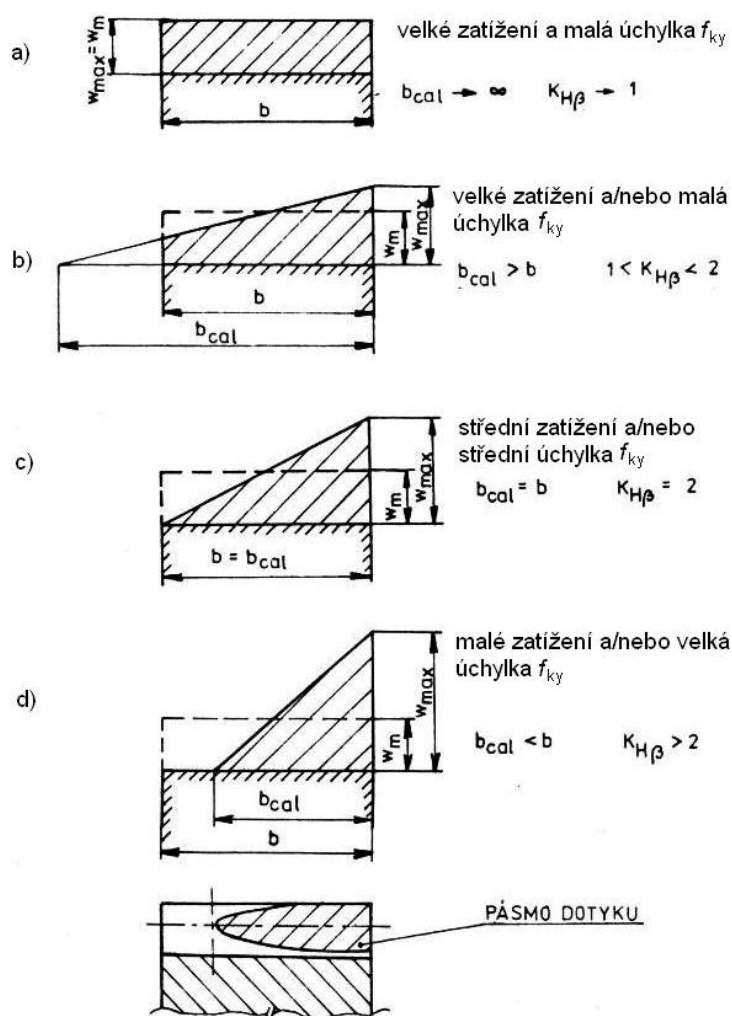 a)
w_max = w_m
b
velké zatížení a malá úchylka f_ky
b_cal → ∞ K_Hβ → 1
b)
w_m
w_max
b
b_cal
velké zatížení a/nebo malá
úchylka f_ky
b_cal > b 1 < K_Hβ < 2
c)
w_m
w_max
b = b_cal
střední zatížení a/nebo
střední úchylka f_ky
b_cal = b K_Hβ = 2
d)
w_m
w_max
b_cal
b
malé zatížení a/nebo velká
úchylka f_ky
b_cal < b K_Hβ > 2
PÁSMO DOTYKU